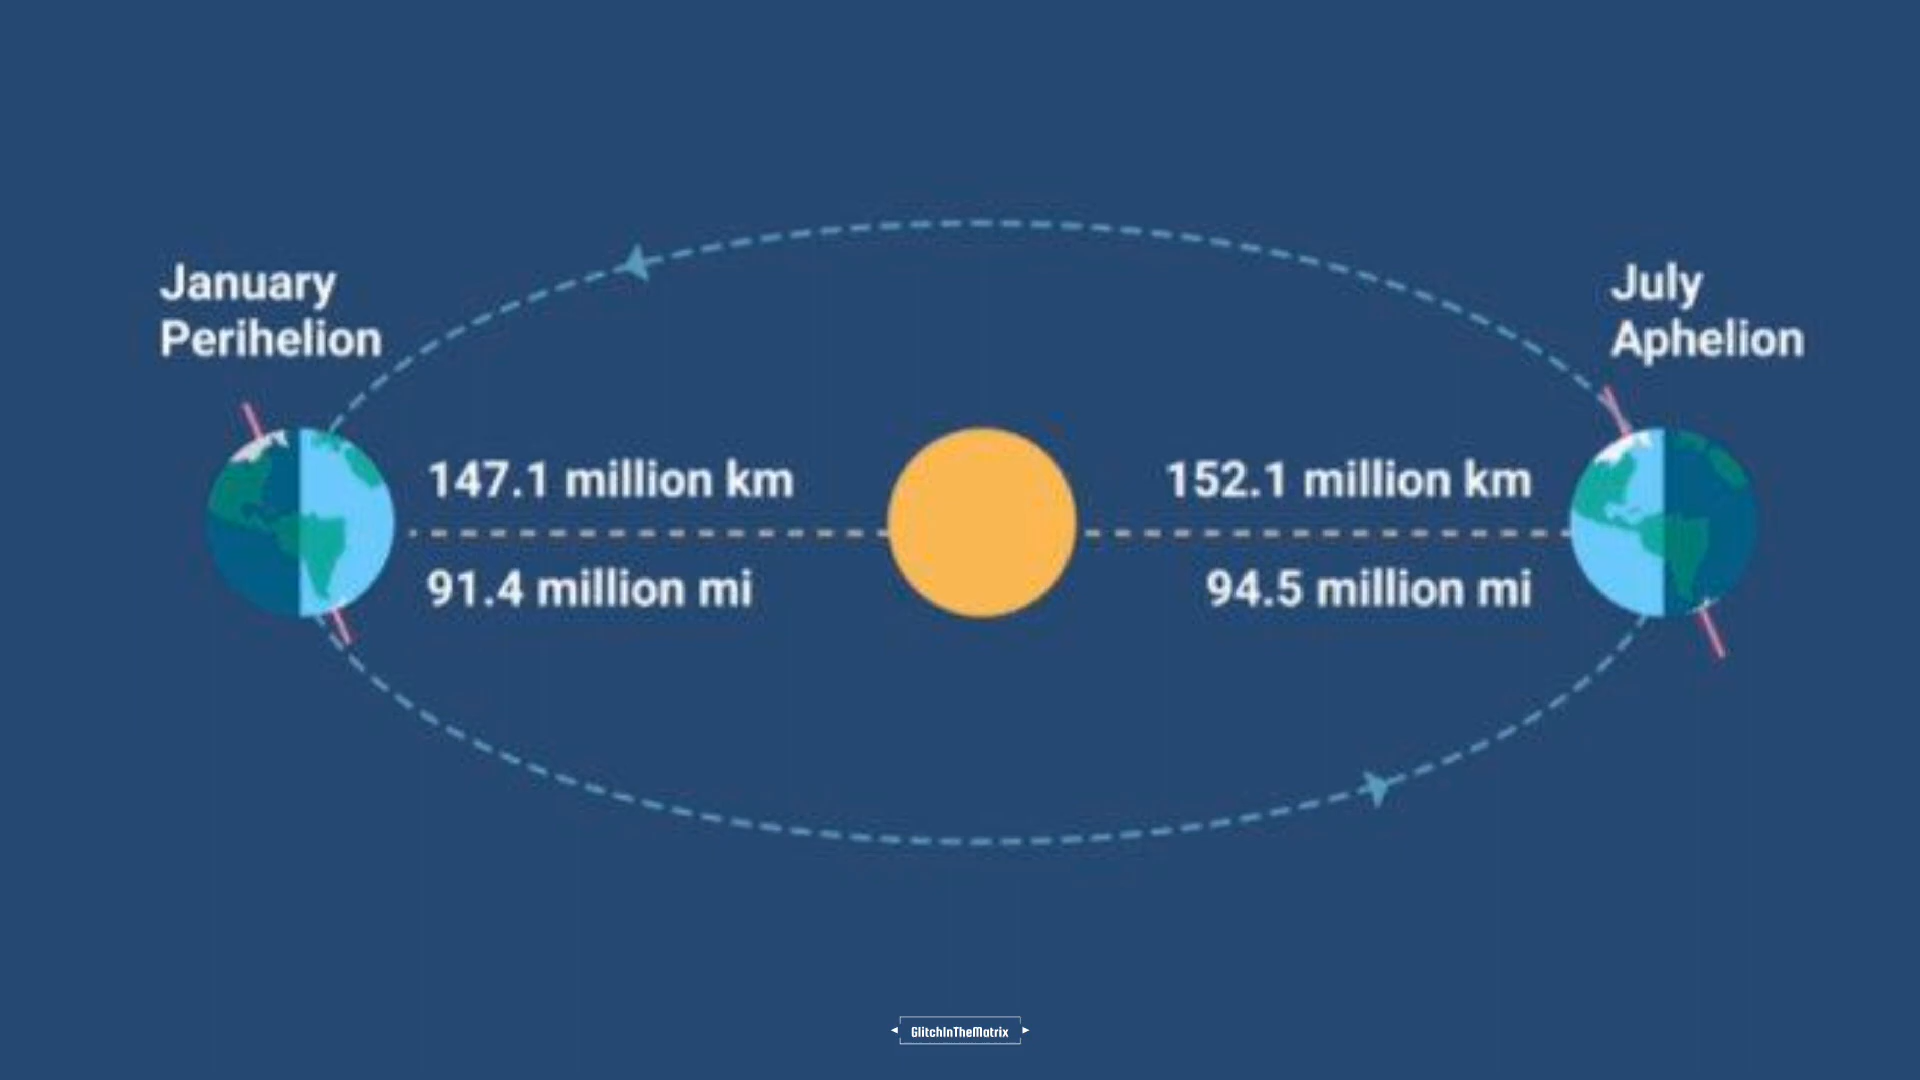 January
Perihelion
July
Aphelion
147.1 million km
91.4 million mi
152.1 million km
94.5 million mi
GlitchInTheMatrix